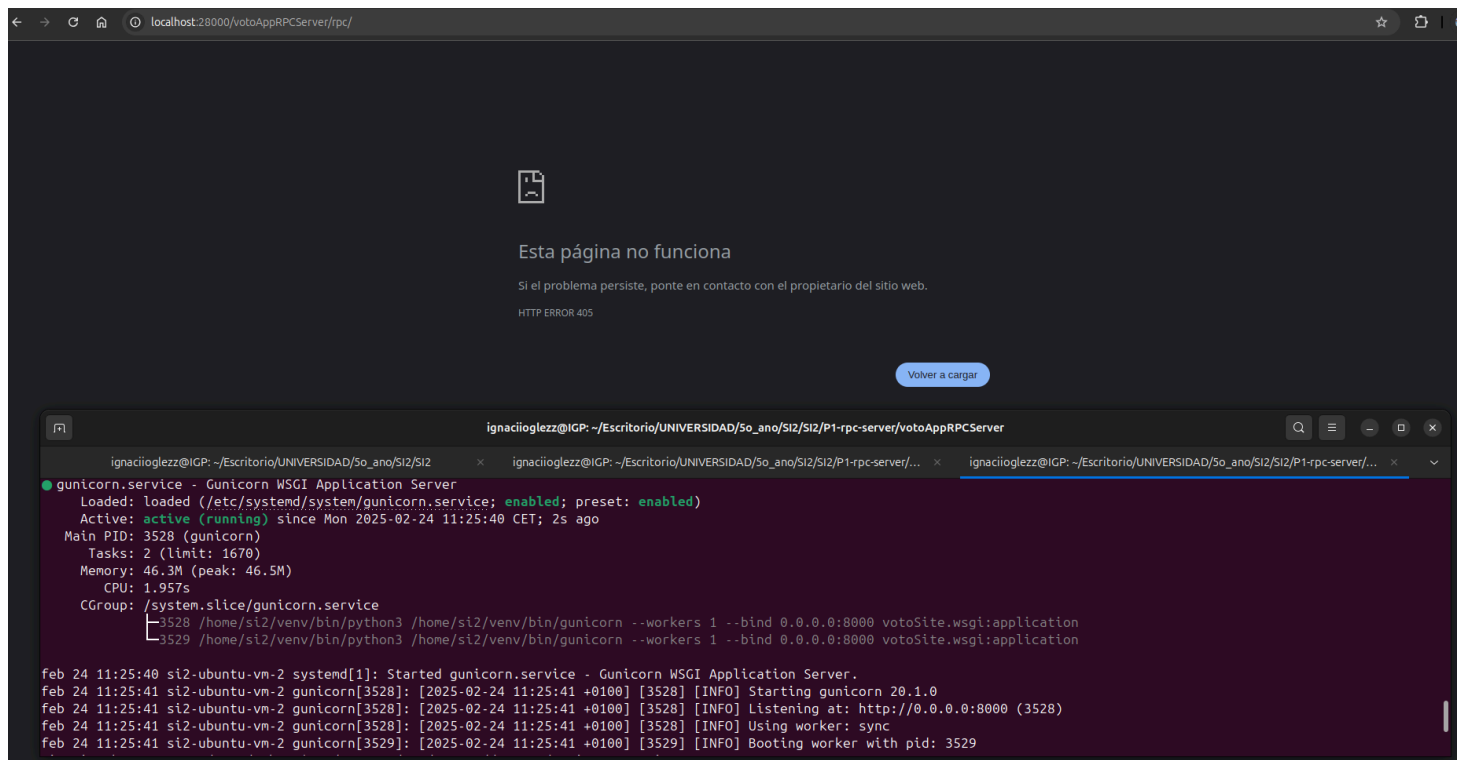 localhost:28000/votoAppRPCServer/rpc/
Esta página no funciona
Si el problema persiste, ponte en contacto con el propietario del sitio web.
HTTP ERROR 405
Volver a cargar
ignaciioglezz@IGP: ~/Escritorio/UNIVERSIDAD/5o_ano/SI2/SI2/P1-rpc-server/votoAppRPCServer
ignaciioglezz@IGP: ~/Escritorio/UNIVERSIDAD/5o_ano/SI2/SI2 × ignaciioglezz@IGP: ~/Escritorio/UNIVERSIDAD/5o_ano/SI2/SI2/P1-rpc-server/... × ignaciioglezz@IGP: ~/Escritorio/UNIVERSIDAD/5o_ano/SI2/SI2/P1-rpc-server/... ×
● gunicorn.service - Gunicorn WSGI Application Server
Loaded: loaded (/etc/systemd/system/gunicorn.service; enabled; preset: enabled)
Active: active (running) since Mon 2025-02-24 11:25:40 CET; 2s ago
Main PID: 3528 (gunicorn)
Tasks: 2 (limit: 1670)
Memory: 46.3M (peak: 46.5M)
CPU: 1.957s
CGroup: /system.slice/gunicorn.service
├─3528 /home/si2/venv/bin/python3 /home/si2/venv/bin/gunicorn --workers 1 --bind 0.0.0.0:8000 votoSite.wsgi:application
└─3529 /home/si2/venv/bin/python3 /home/si2/venv/bin/gunicorn --workers 1 --bind 0.0.0.0:8000 votoSite.wsgi:application
feb 24 11:25:40 si2-ubuntu-vm-2 systemd[1]: Started gunicorn.service - Gunicorn WSGI Application Server.
feb 24 11:25:41 si2-ubuntu-vm-2 gunicorn[3528]: [2025-02-24 11:25:41 +0100] [3528] [INFO] Starting gunicorn 20.1.0
feb 24 11:25:41 si2-ubuntu-vm-2 gunicorn[3528]: [2025-02-24 11:25:41 +0100] [3528] [INFO] Listening at: http://0.0.0.0:8000 (3528)
feb 24 11:25:41 si2-ubuntu-vm-2 gunicorn[3528]: [2025-02-24 11:25:41 +0100] [3528] [INFO] Using worker: sync
feb 24 11:25:41 si2-ubuntu-vm-2 gunicorn[3529]: [2025-02-24 11:25:41 +0100] [3529] [INFO] Booting worker with pid: 3529